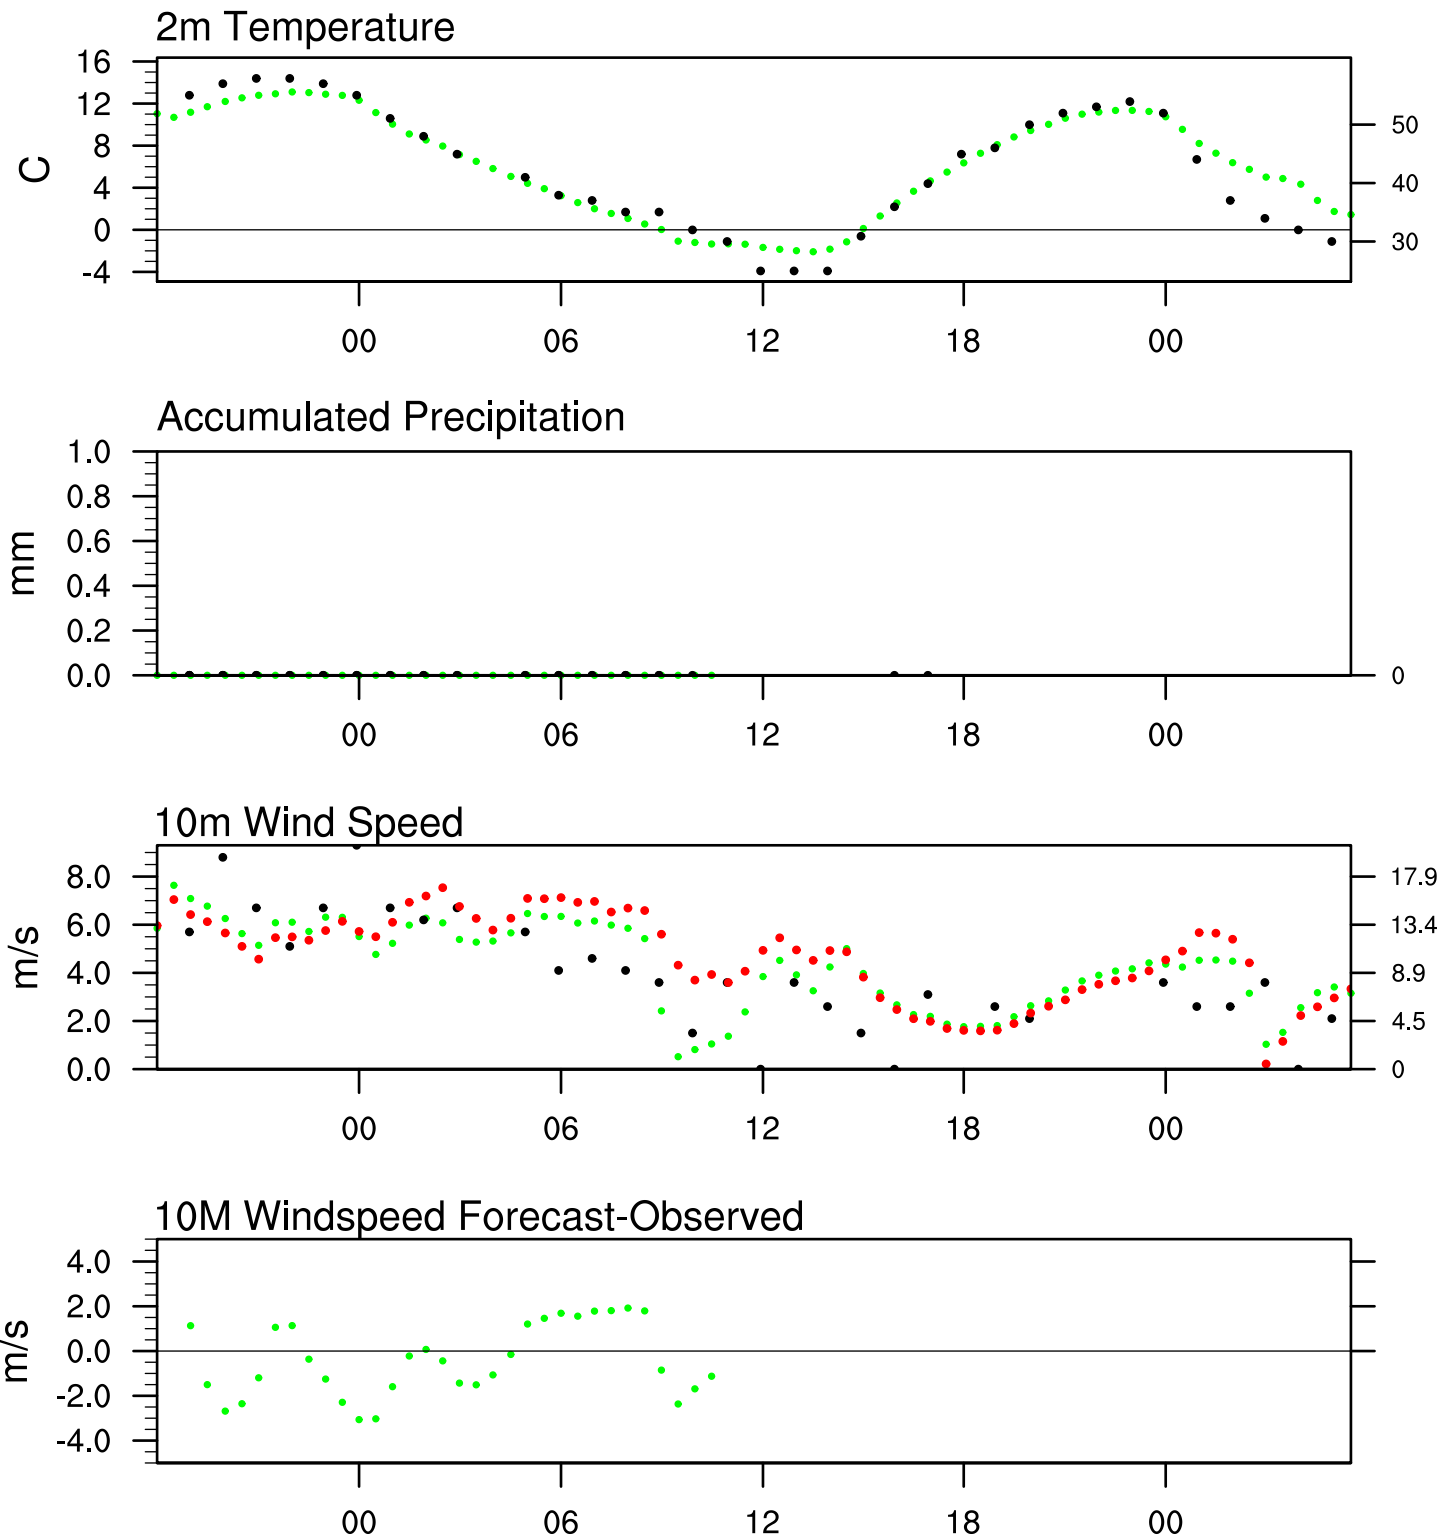 2m Temperature
16
12
8
4
0
-4
C
50
40
30
00 06 12 18 00
Accumulated Precipitation
1.0
0.8
0.6
0.4
0.2
0.0
mm
0
00 06 12 18 00
10m Wind Speed
8.0
6.0
4.0
2.0
0.0
m/s
17.9
13.4
8.9
4.5
0
00 06 12 18 00
10M Windspeed Forecast-Observed
4.0
2.0
0.0
-2.0
-4.0
m/s
00 06 12 18 00